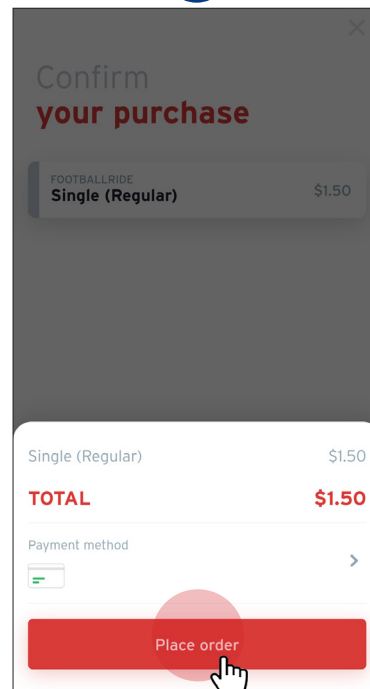 Confirm
your purchase
FOOTBALLRIDE
Single (Regular) $1.50
Single (Regular) $1.50
TOTAL $1.50
Payment method
Place order